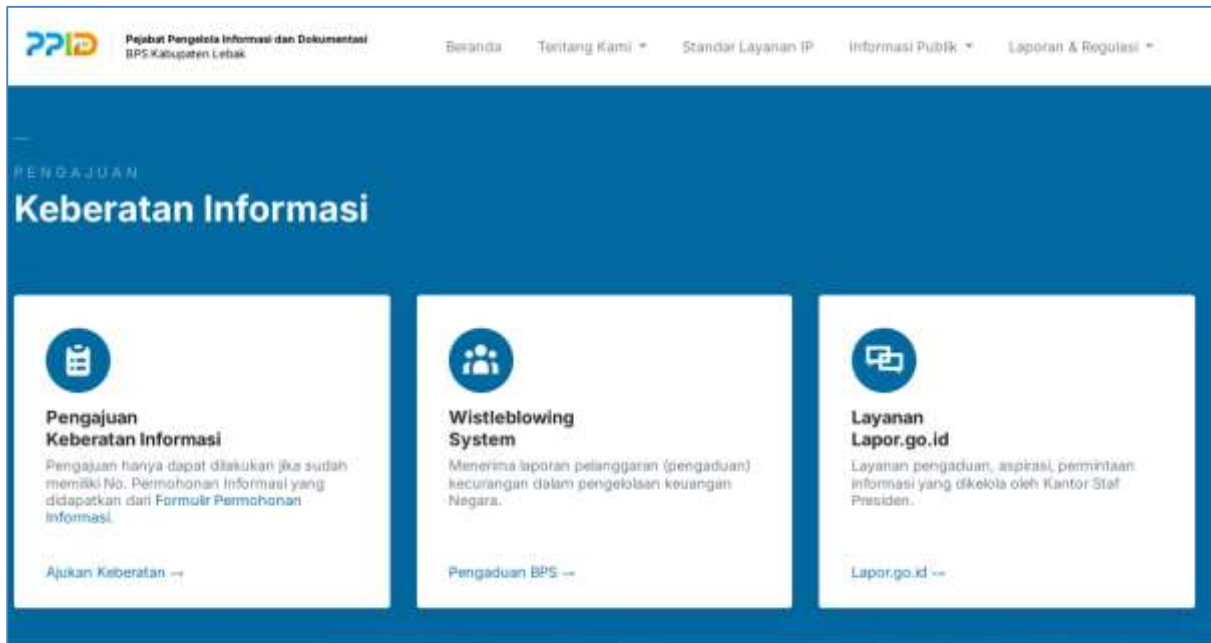 PPID
Pejabat Pengelola Informasi dan Dokumentasi
BPS Kabupaten Lebak
Beranda
Tentang Kami
Standar Layanan IP
Informasi Publik
Laporan & Regulasi
PENGAJUAN
Keberatan Informasi
Pengajuan
Keberatan Informasi
Pengajuan hanya dapat dilakukan jika sudah
memiliki No. Permohonan Informasi yang
didapatkan dari Formulir Permohonan
Informasi.
Ajukan Keberatan →
Wistleblowing
System
Menerima laporan pelanggaran (pengaduan)
kecurangan dalam pengelolaan keuangan
Negara.
Pengaduan BPS →
Layanan
Lapor.go.id
Layanan pengaduan, aspirasi, permintaan
informasi yang dikelola oleh Kantor Staf
Presiden.
Lapor.go.id →